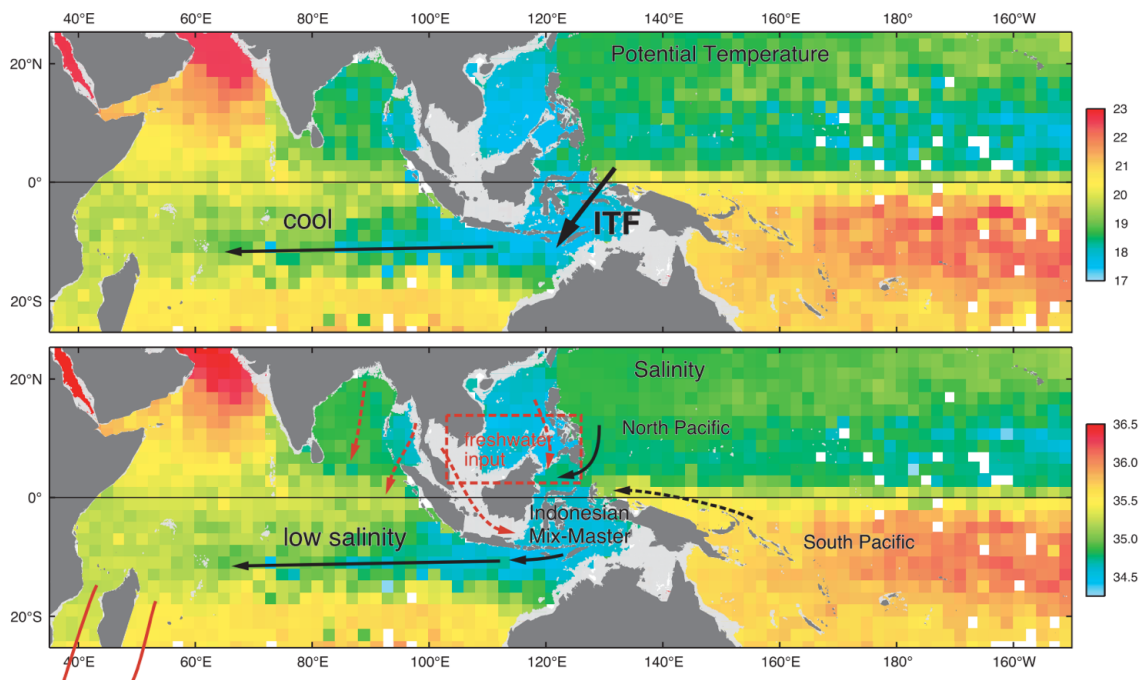 40°E 60°E 80°E 100°E 120°E 140°E 160°E 180° 160°W
Potential Temperature
20°N
0°
20°S
cool
ITF
23
22
21
20
19
18
17
Salinity
20°N
0°
20°S
North Pacific
freshwater
input
Indonesian
Mix-Master
low salinity
South Pacific
36.5
36.0
35.5
35.0
34.5
40°E 60°E 80°E 100°E 120°E 140°E 160°E 180° 160°W